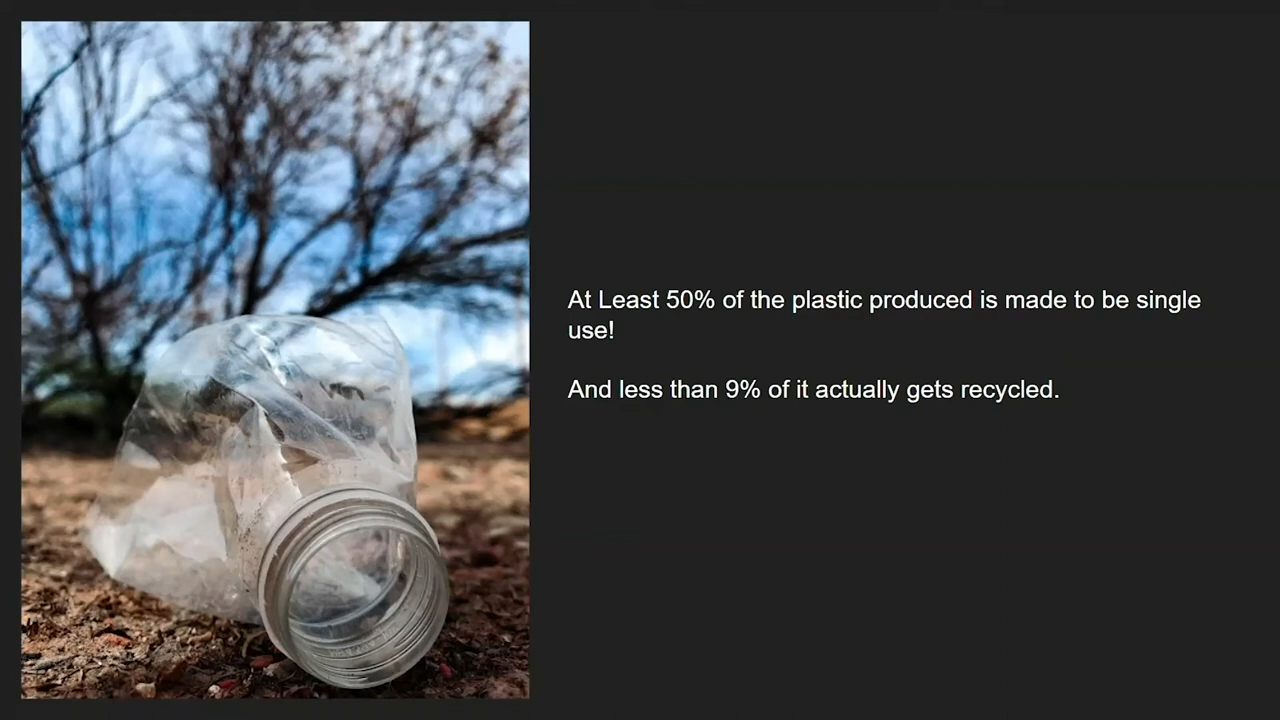 At Least 50% of the plastic produced is made to be single
use!
And less than 9% of it actually gets recycled.